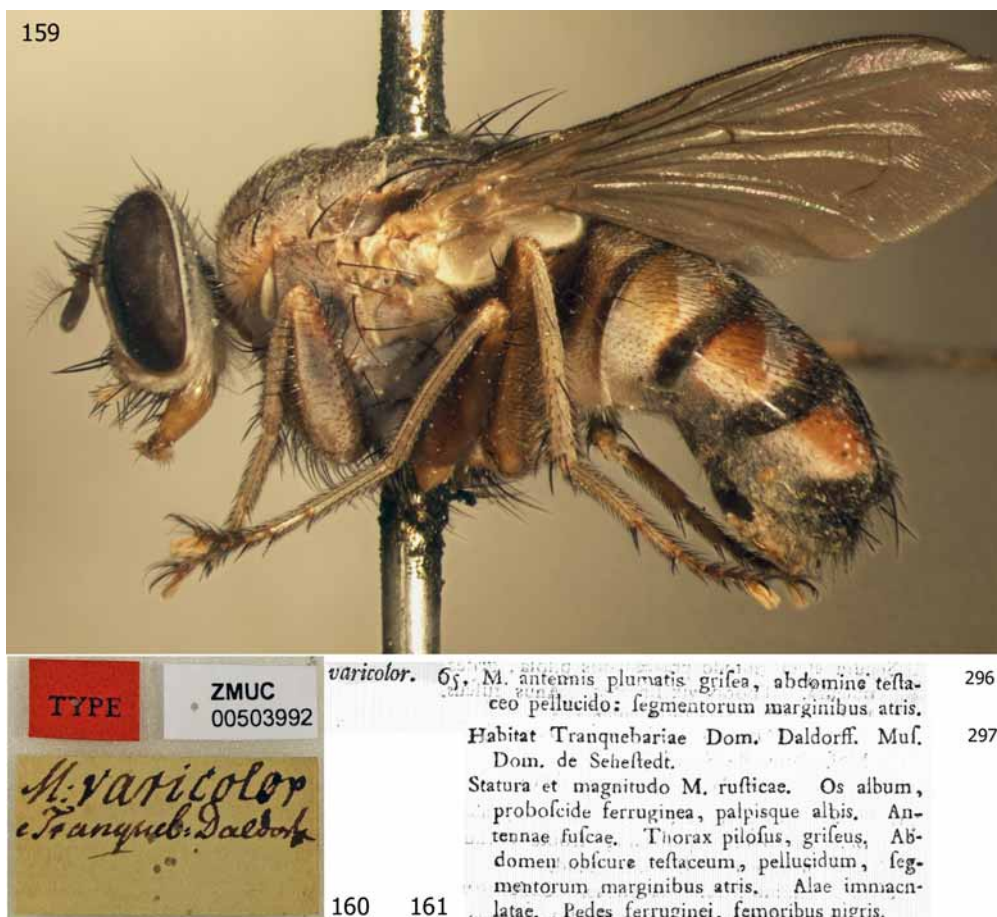 159
TYPE
ZMUC
00503992
M: varicolor
e Tranqueb: Daldorf
160
161
varicolor. 65. M. antennis plumatis griſea, abdomine teſta-
ceo pellucido: ſegmentorum marginibus atris.
296
Habitat Tranquebariae Dom. Daldorff. Muſ.
Dom. de Seheſtedt.
297
Statura et magnitudo M. ruſticae. Os album,
proboſcide ferruginea, palpisque albis. An-
tennae fuſcae. Thorax piloſus, griſeus. Ab-
domen obſcure teſtaceum, pellucidum, ſeg-
mentorum marginibus atris. Alae immacu-
latae. Pedes ferruginei, femoribus nigris.